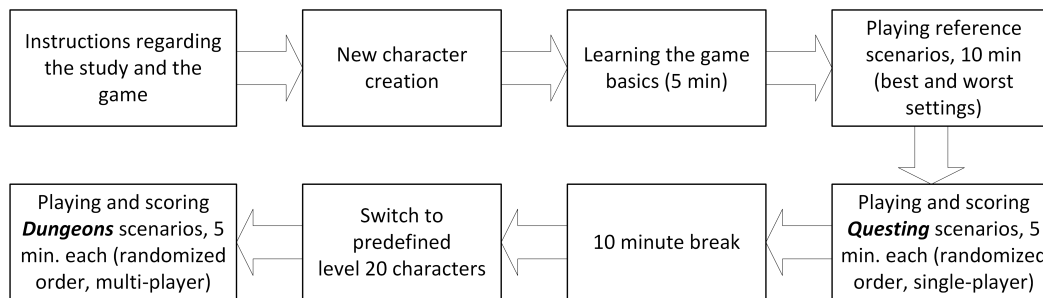 Instructions regarding
the study and the
game
New character
creation
Learning the game
basics (5 min)
Playing reference
scenarios, 10 min
(best and worst
settings)
Playing and scoring
Questing scenarios, 5
min. each (randomized
order, single-player)
10 minute break
Switch to
predefined
level 20 characters
Playing and scoring
Dungeons scenarios, 5
min. each (randomized
order, multi-player)